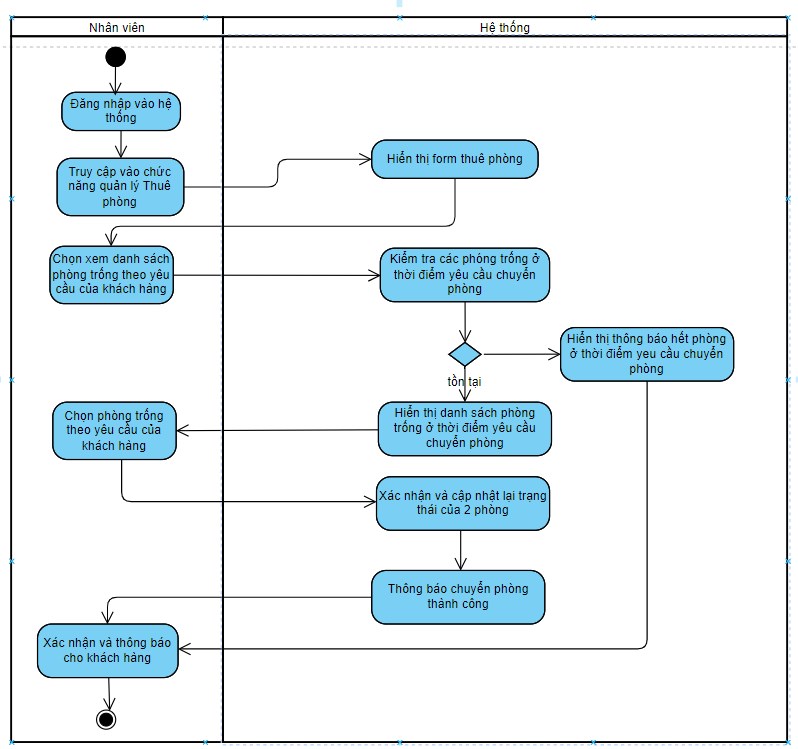 Nhân viên
Hệ thống
Đăng nhập vào hệ
thống
Truy cập vào chức
năng quản lý Thuê
phòng
Hiển thị form thuê phòng
Chọn xem danh sách
phòng trống theo yêu
cầu của khách hàng
Kiểm tra các phòng trống ở
thời điểm yêu cầu chuyển
phòng
Hiển thị thông báo hết phòng
ở thời điểm yeu cầu chuyển
phòng
tồn tại
Chọn phòng trống
theo yêu cầu của
khách hàng
Hiển thị danh sách phòng
trống ở thời điểm yêu cầu
chuyển phòng
Xác nhận và cập nhật lại trạng
thái của 2 phòng
Thông báo chuyển phòng
thành công
Xác nhận và thông báo
cho khách hàng